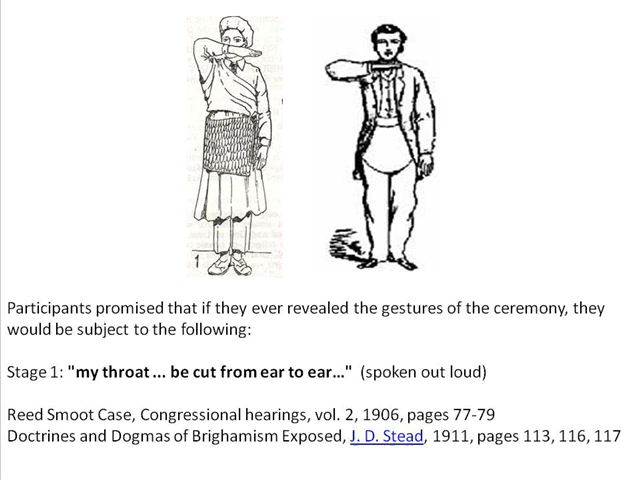 1
Participants promised that if they ever revealed the gestures of the ceremony, they
would be subject to the following:
Stage 1: "my throat ... be cut from ear to ear..." (spoken out loud)
Reed Smoot Case, Congressional hearings, vol. 2, 1906, pages 77-79
Doctrines and Dogmas of Brighamism Exposed, J. D. Stead, 1911, pages 113, 116, 117